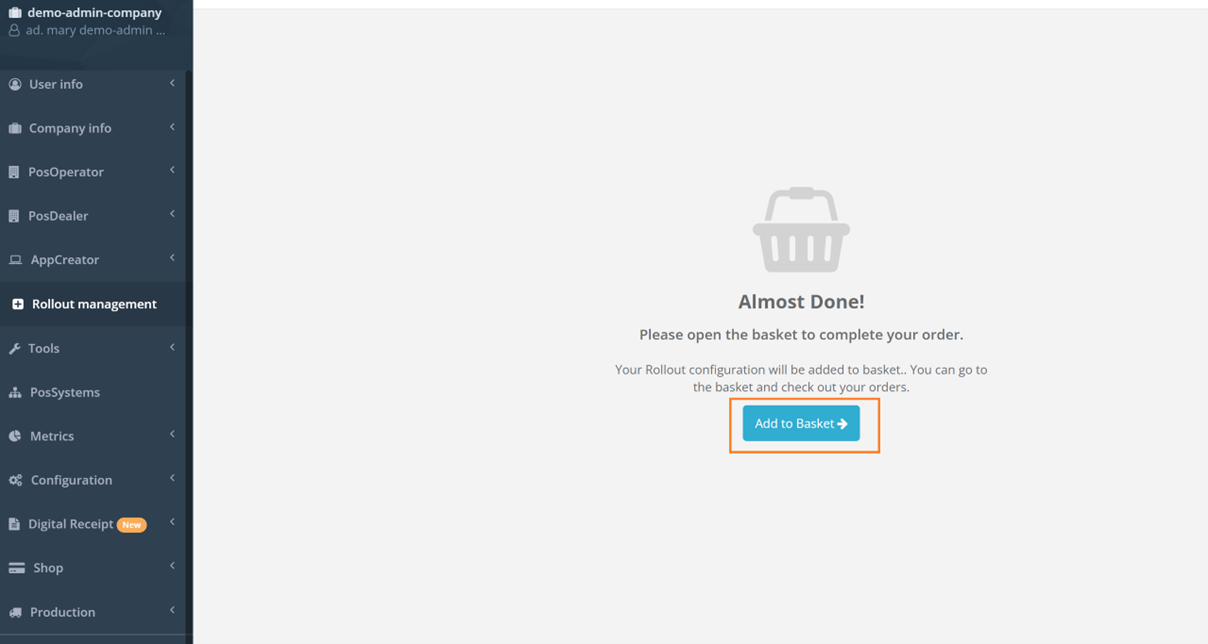 demo-admin-company
ad. mary demo-admin ...
User info
Company info
PosOperator
PosDealer
AppCreator
Rollout management
Tools
PosSystems
Metrics
Configuration
Digital Receipt New
Shop
Production
Almost Done!
Please open the basket to complete your order.
Your Rollout configuration will be added to basket.. You can go to
the basket and check out your orders.
Add to Basket